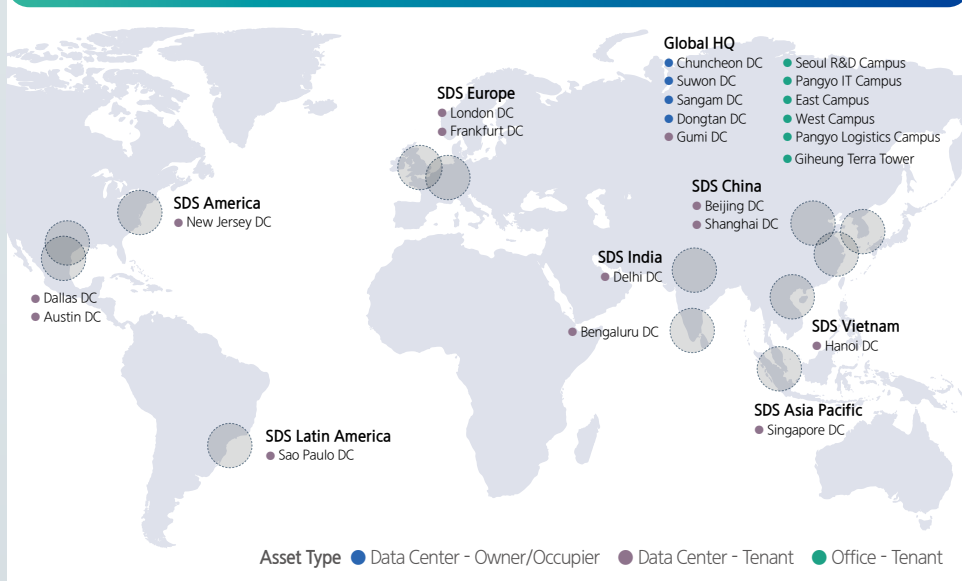 Global HQ
Chuncheon DC
Suwon DC
Sangam DC
Dongtan DC
Gumi DC
Seoul R&D Campus
Pangyo IT Campus
East Campus
West Campus
Pangyo Logistics Campus
Giheung Terra Tower
SDS Europe
London DC
Frankfurt DC
SDS America
New Jersey DC
Dallas DC
Austin DC
SDS China
Beijing DC
Shanghai DC
SDS India
Delhi DC
Bengaluru DC
SDS Vietnam
Hanoi DC
SDS Asia Pacific
Singapore DC
SDS Latin America
Sao Paulo DC
Asset Type Data Center - Owner/Occupier Data Center - Tenant Office - Tenant